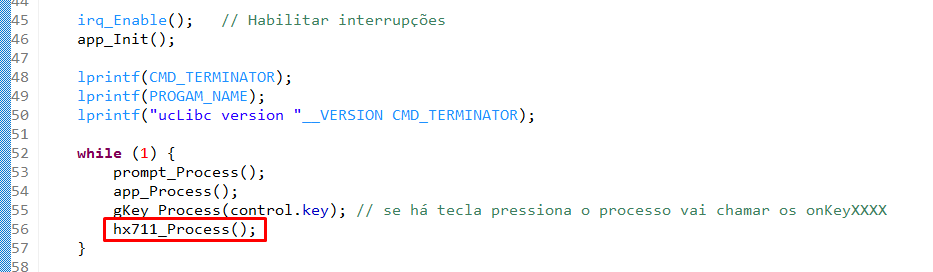 44
45 irq_Enable(); // Habilitar interrupções
46 app_Init();
47
48 lprintf(CMD_TERMINATOR);
49 lprintf(PROGAM_NAME);
50 lprintf("ucLibc version "__VERSION CMD_TERMINATOR);
51
52 while (1) {
53 prompt_Process();
54 app_Process();
55 gKey_Process(control.key); // se há tecla pressiona o processo vai chamar os onKeyXXXX
56 hx711_Process();
57 }
58